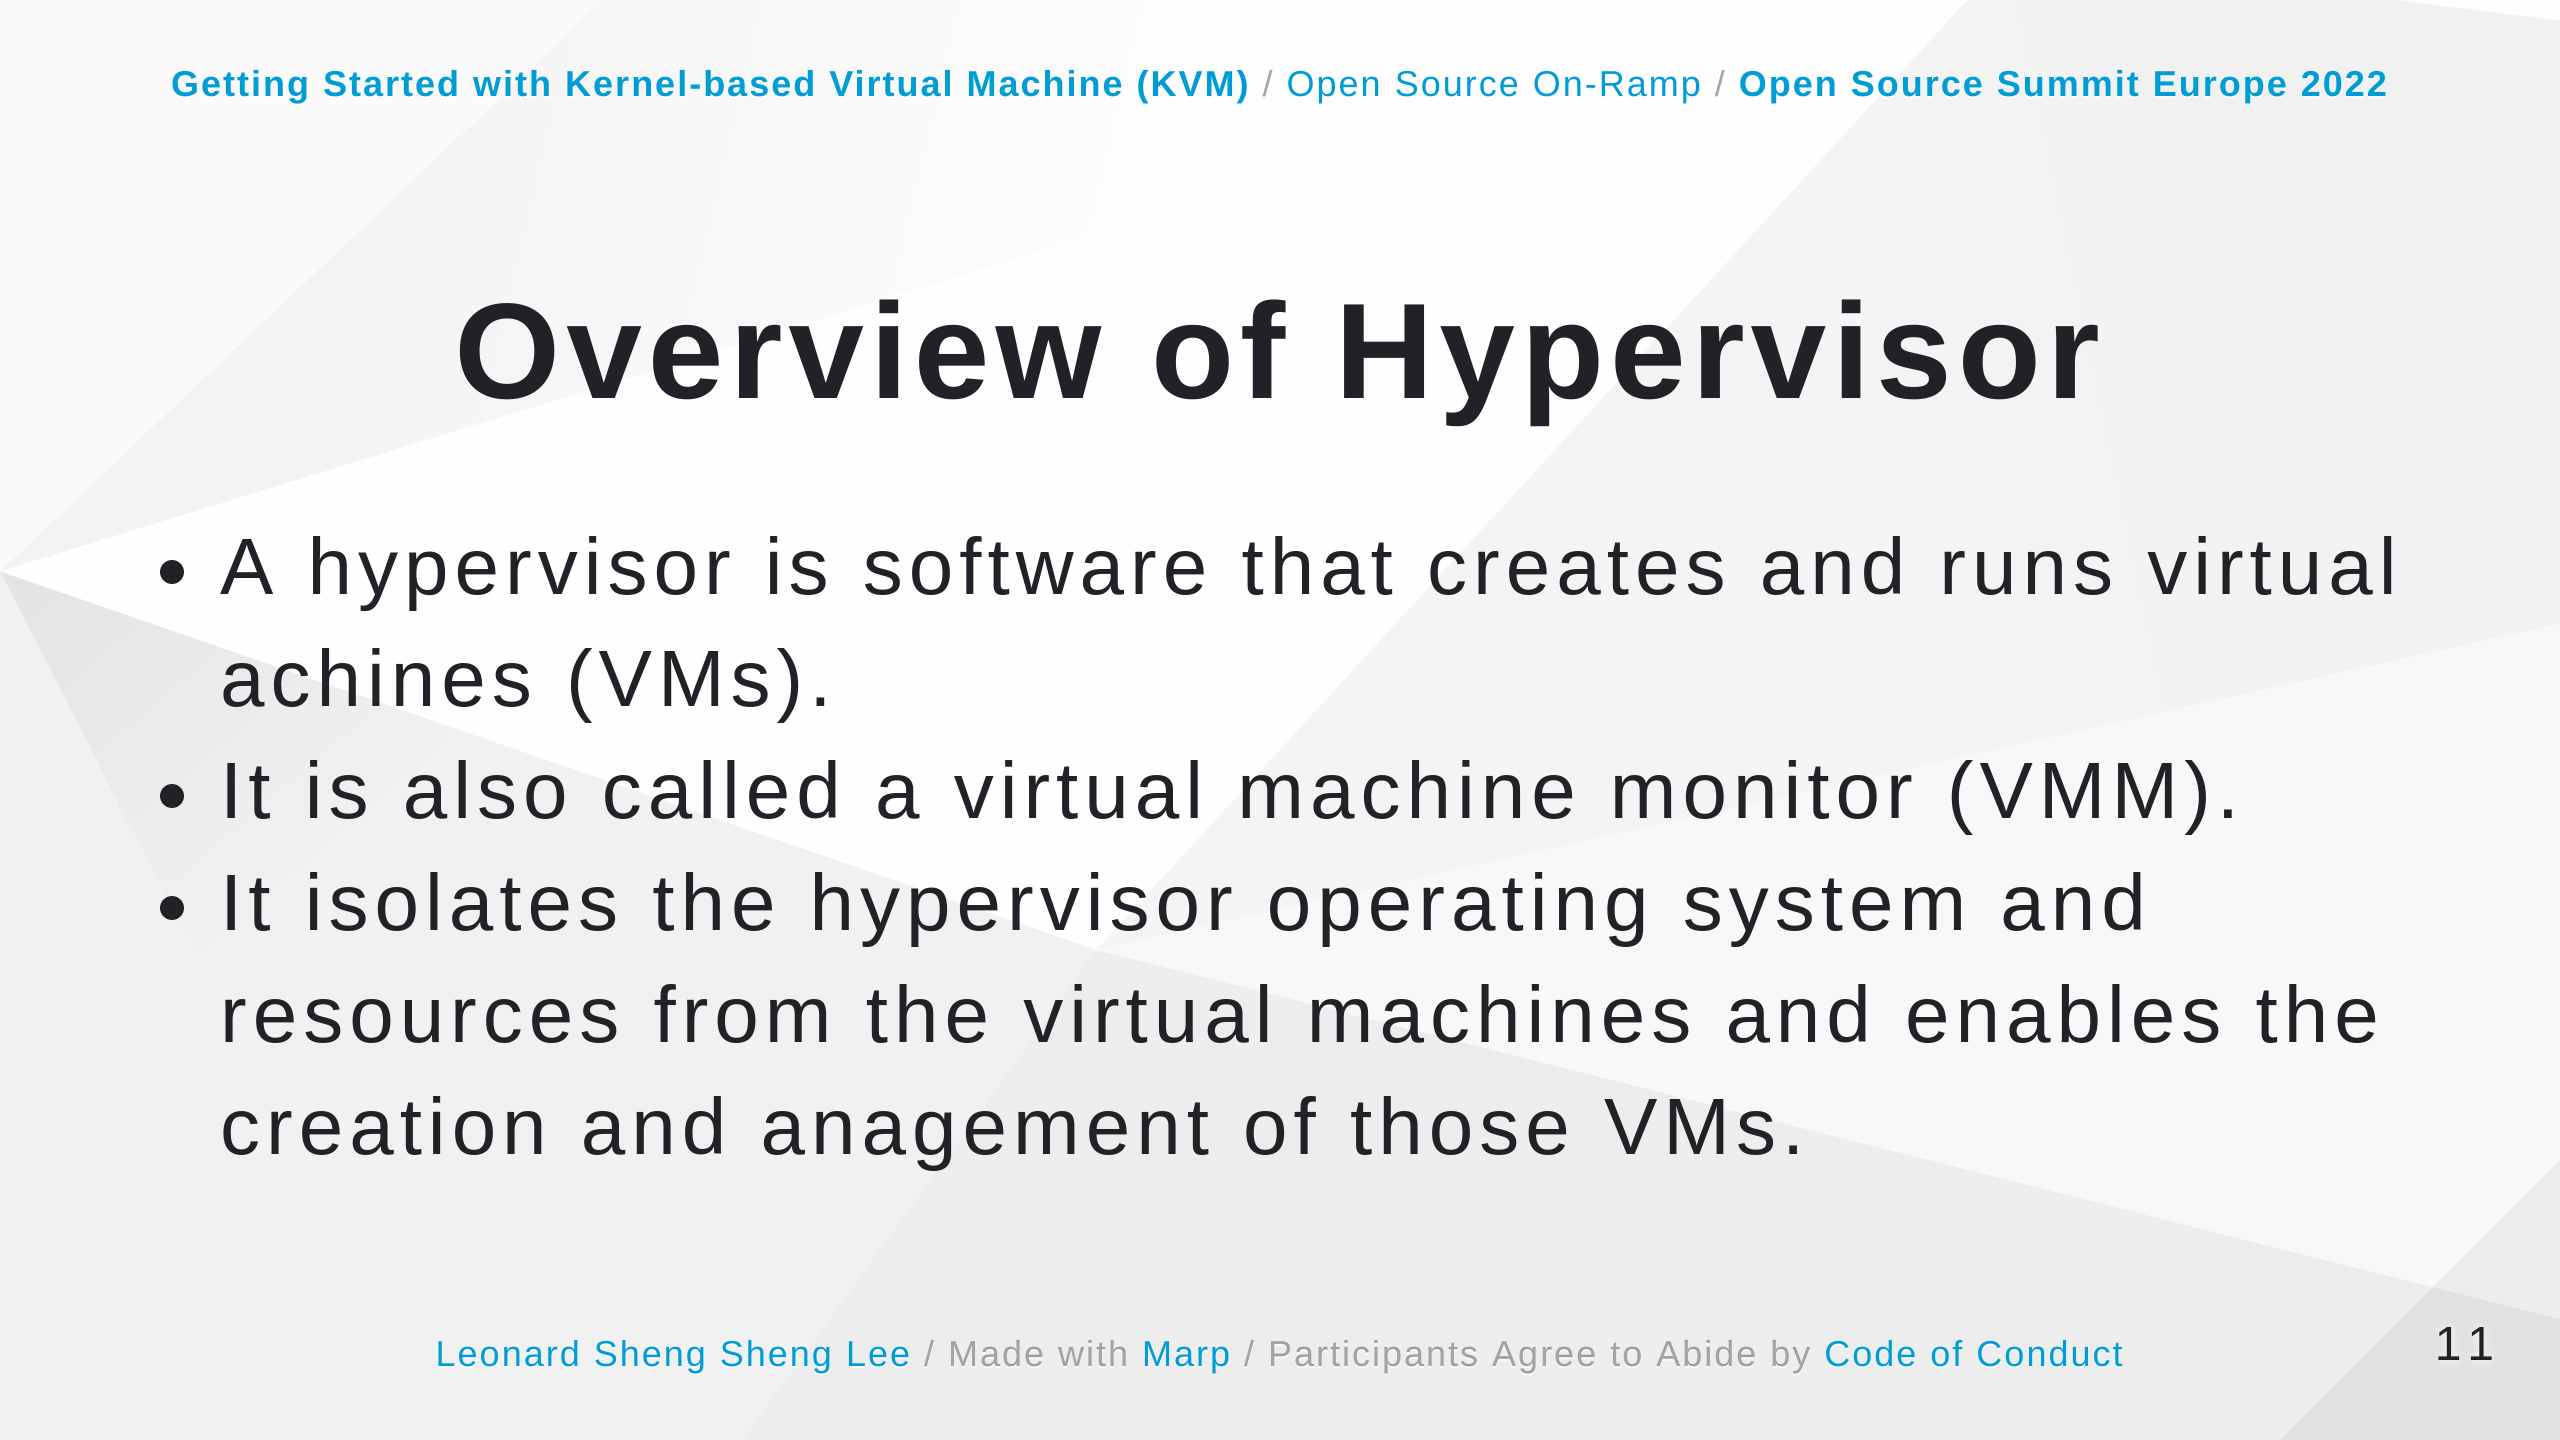 Getting Started with Kernel-based Virtual Machine (KVM) / Open Source On-Ramp / Open Source Summit Europe 2022
Overview of Hypervisor
• A hypervisor is software that creates and runs virtual
achines (VMs).
• It is also called a virtual machine monitor (VMM).
• It isolates the hypervisor operating system and
resources from the virtual machines and enables the
creation and anagement of those VMs.
Leonard Sheng Sheng Lee / Made with Marp / Participants Agree to Abide by Code of Conduct
11